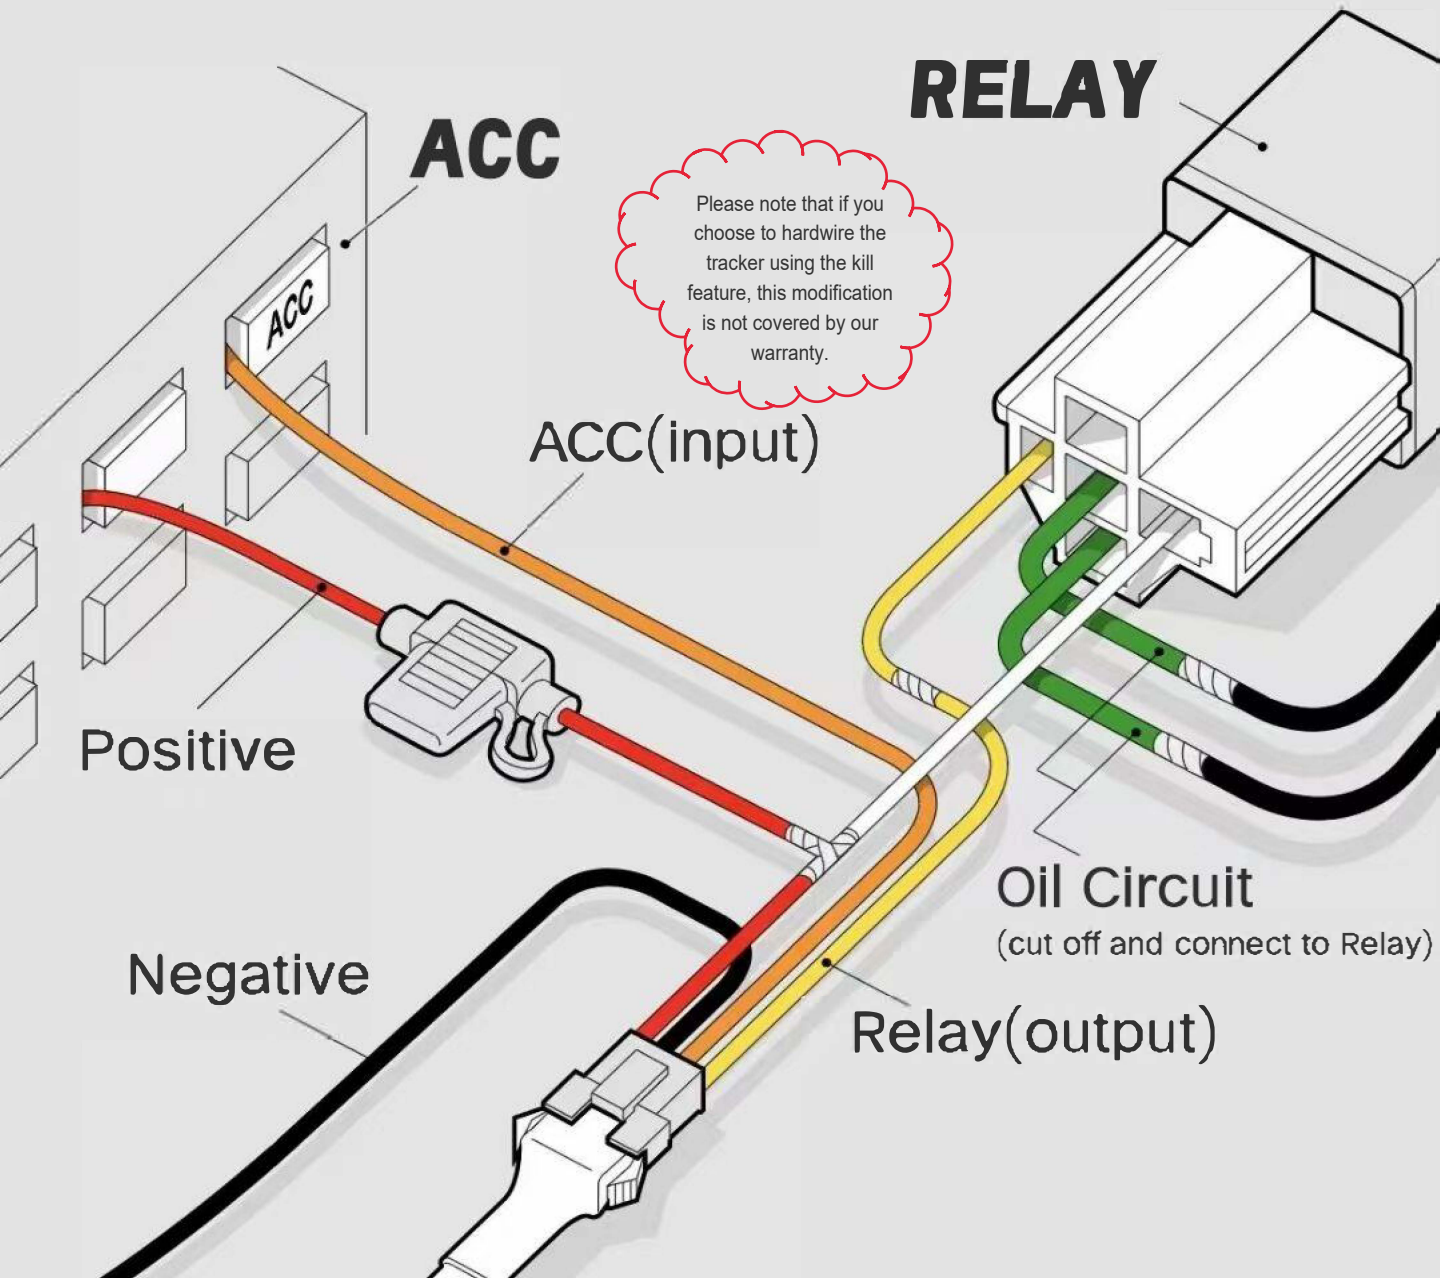 RELAY
ACC
Please note that if you
choose to hardwire the
tracker using the kill
feature, this modification
is not covered by our
warranty.
ACC
ACC(input)
Positive
Oil Circuit
(cut off and connect to Relay)
Negative
Relay(output)